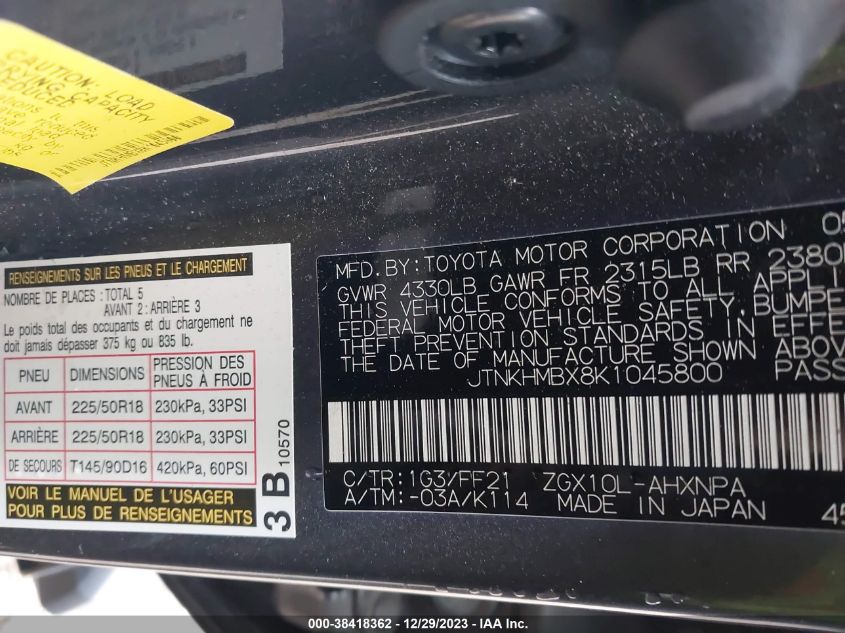 CAUTION, LOAD
CAPACITY
RENSEIGNEMENTS SUR LES PNEUS ET LE CHARGEMENT
NOMBRE DE PLACES : TOTAL 5
AVANT 2 : ARRIÈRE 3
Le poids total des occupants et du chargement ne
doit jamais dépasser 375 kg ou 835 lb.
PNEU DIMENSIONS PRESSION DES PNEUS À FROID
AVANT 225/50R18 230kPa, 33PSI
ARRIÈRE 225/50R18 230kPa, 33PSI
DE SECOURS T145/90D16 420kPa, 60PSI
VOIR LE MANUEL DE L'USAGER
POUR PLUS DE RENSEIGNEMENTS
3 B 10570
MFD. BY: TOYOTA MOTOR CORPORATION 05
GVWR 4330LB GAWR FR 2315LB RR 2380
THIS VEHICLE CONFORMS TO ALL APPLI
FEDERAL MOTOR VEHICLE SAFETY, BUMPE
THEFT PREVENTION STANDARDS IN EFFE
THE DATE OF MANUFACTURE SHOWN ABOV
JTNKHMBX8K1045800 PASS
C/TR: 1G3/FF21 ZGX10L-AHXNPA
A/TM: -03A/K114 MADE IN JAPAN 45
000-38418362 - 12/29/2023 - IAA Inc.